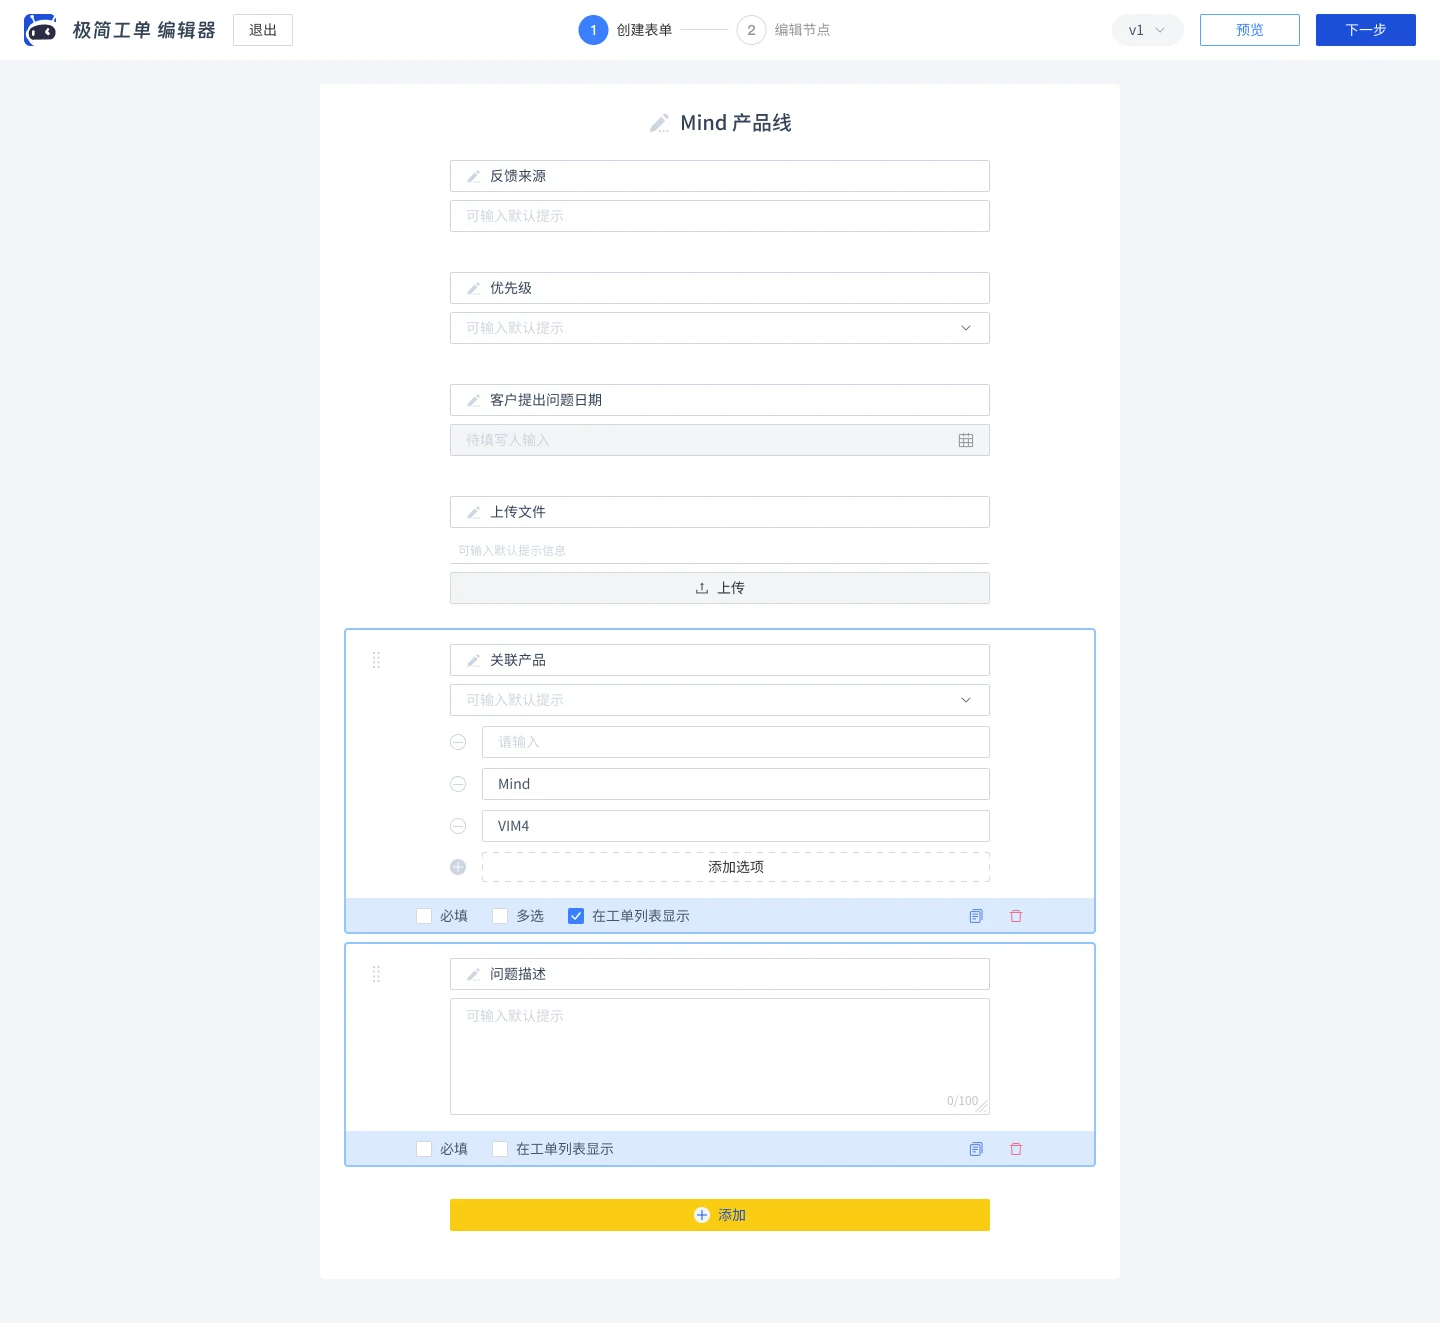 极简工单 编辑器
退出
1 创建表单
2 编辑节点
v1
预览
下一步
Mind 产品线
反馈来源
可输入默认提示
优先级
可输入默认提示
客户提出问题日期
待填写人输入
上传文件
可输入默认提示信息
上传
关联产品
可输入默认提示
请输入
Mind
VIM4
添加选项
必填 多选 在工单列表显示
问题描述
可输入默认提示
0/100
必填 在工单列表显示
添加